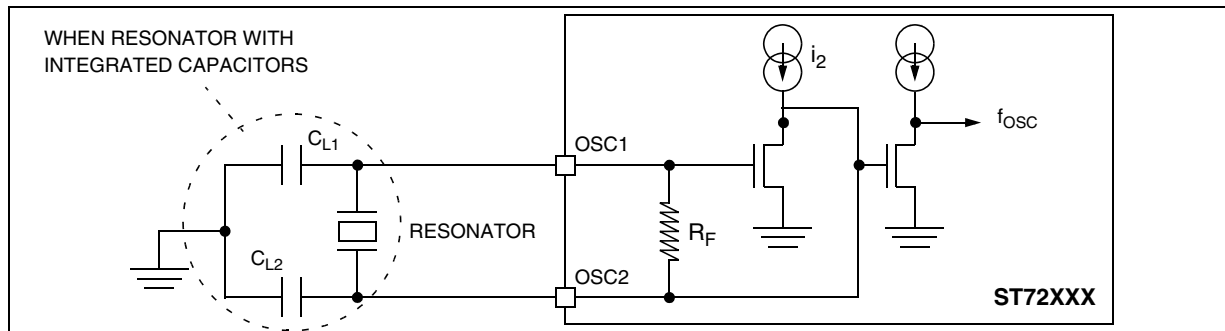 WHEN RESONATOR WITH
INTEGRATED CAPACITORS
i2
fOSC
CL1
OSC1
RESONATOR
RF
CL2
OSC2
ST72XXX